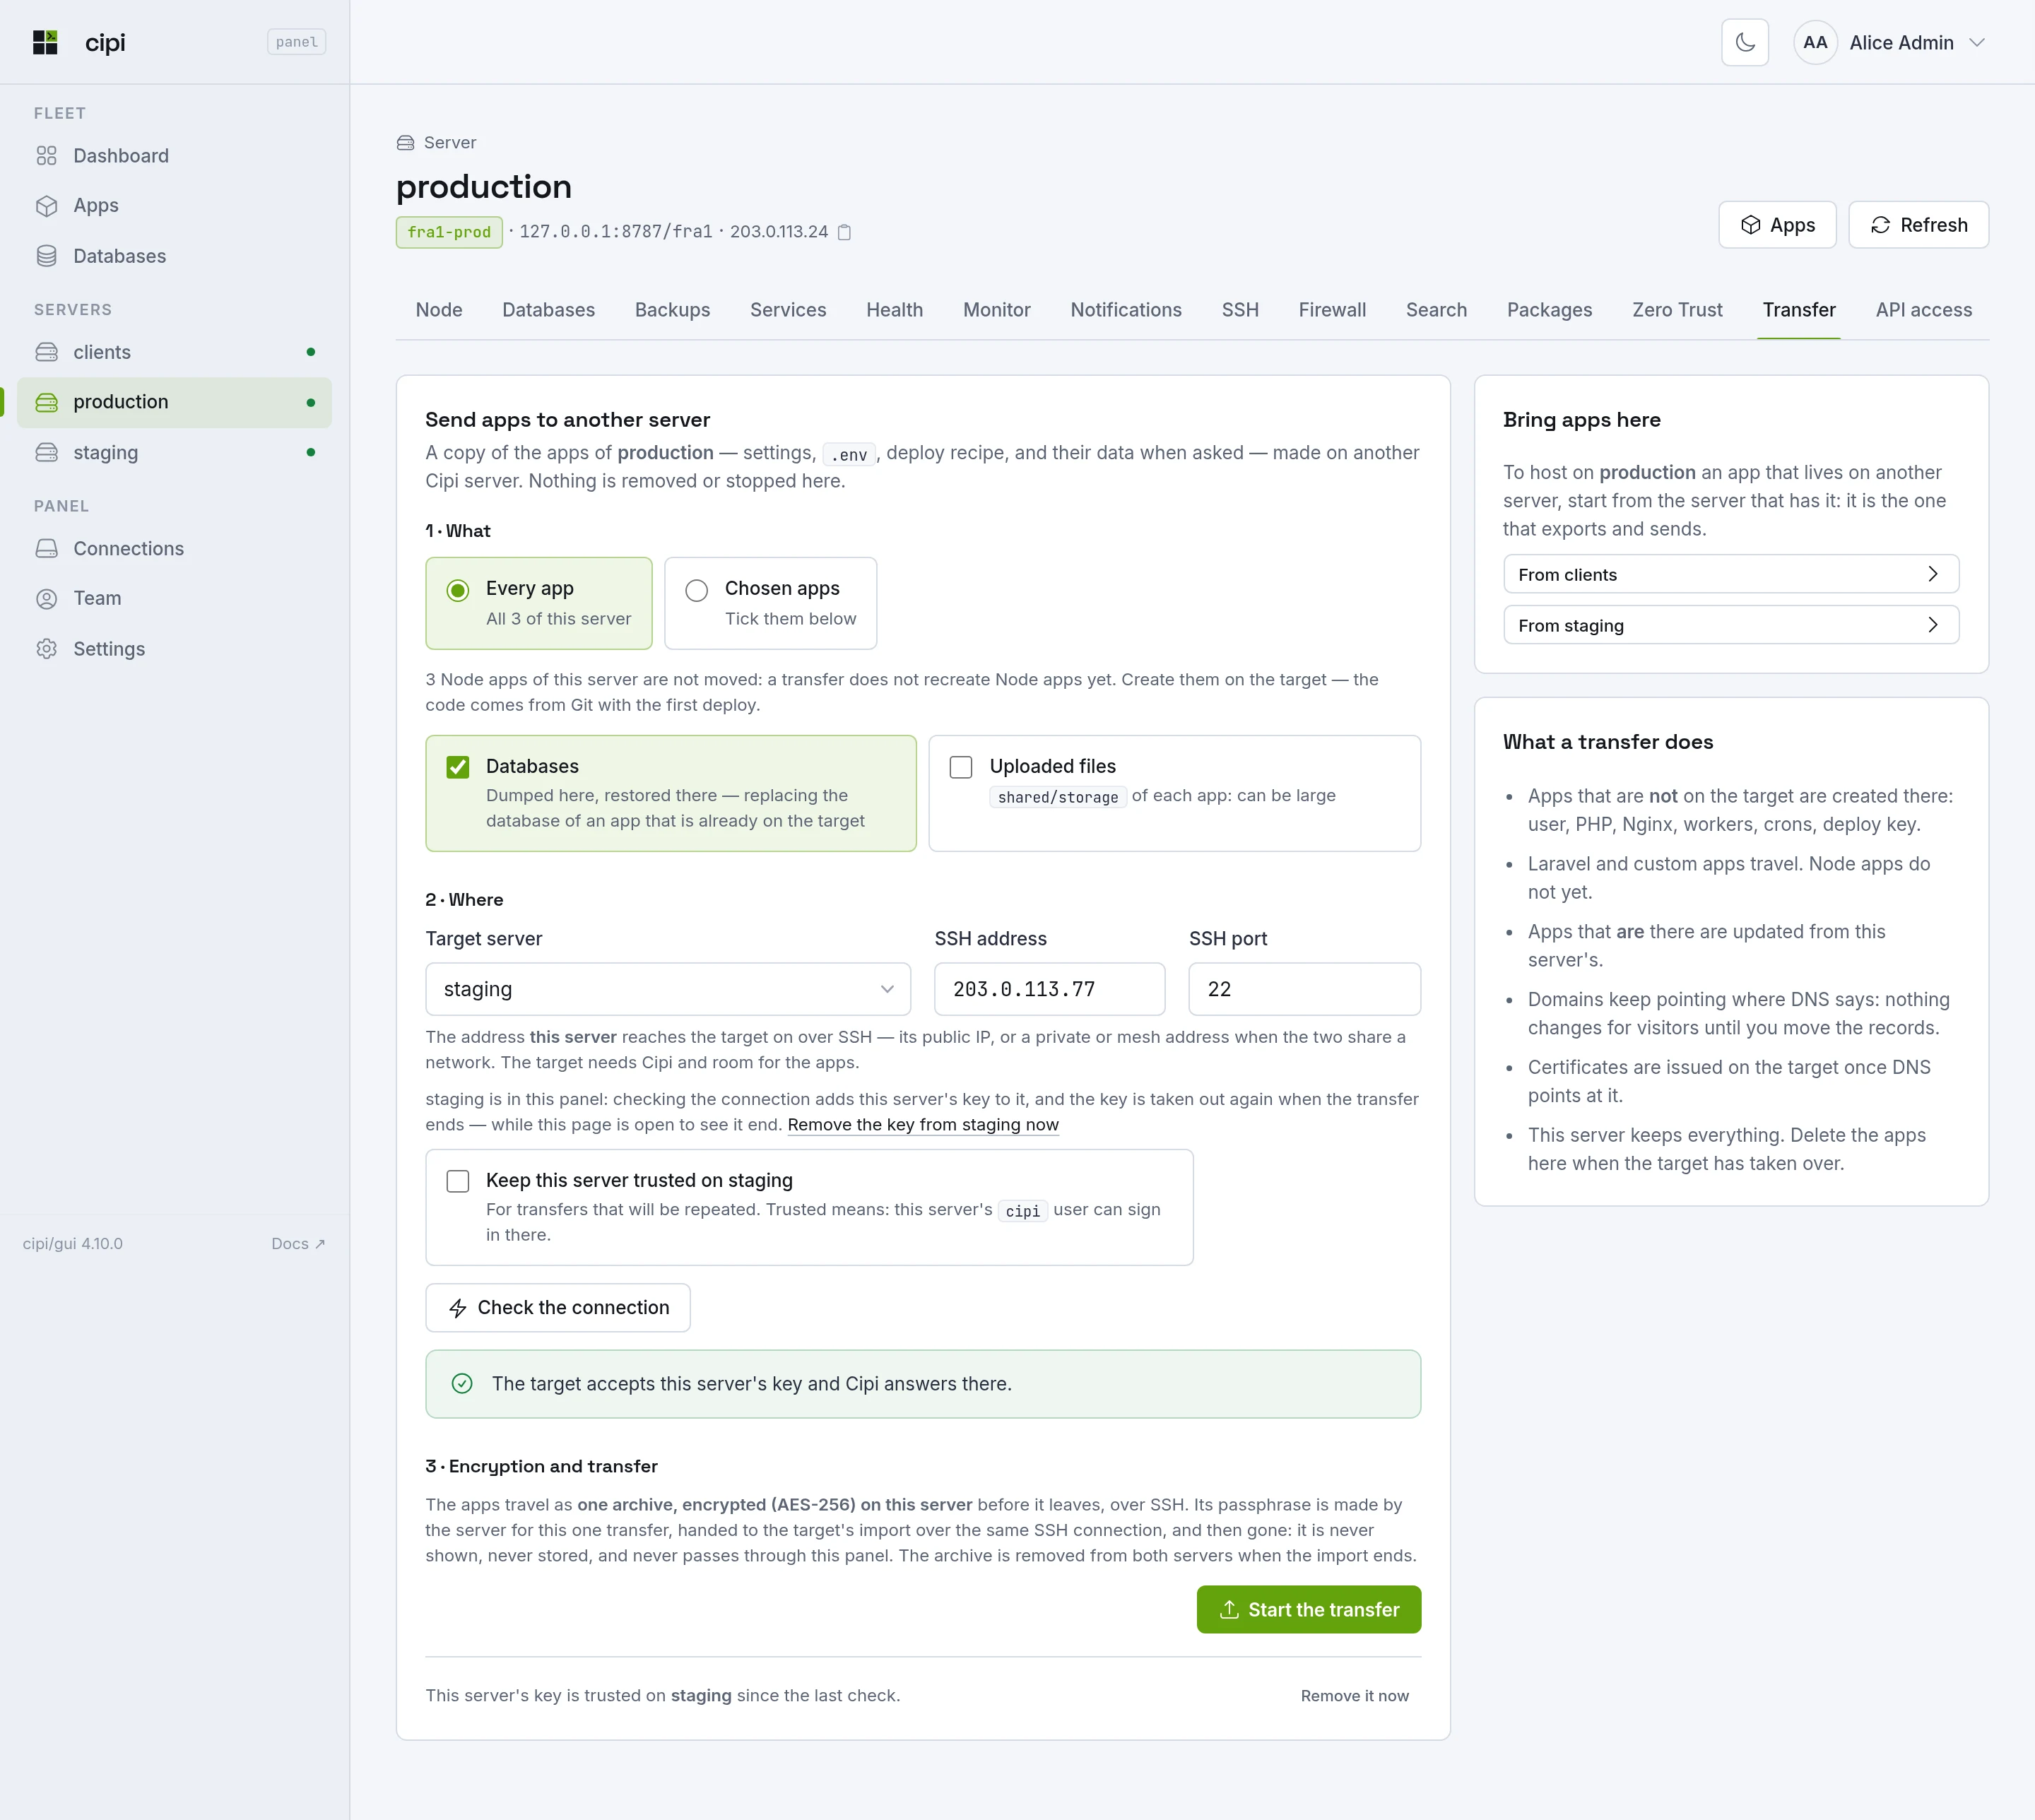 cipi
panel
AA
Alice Admin
FLEET
Dashboard
Apps
Databases
SERVERS
clients
production
staging
PANEL
Connections
Team
Settings
cipi/gui 4.10.0
Docs ↗
Server
production
fra1-prod · 127.0.0.1:8787/fra1 · 203.0.113.24
Apps
Refresh
Node
Databases
Backups
Services
Health
Monitor
Notifications
SSH
Firewall
Search
Packages
Zero Trust
Transfer
API access
Send apps to another server
A copy of the apps of production — settings, .env, deploy recipe, and their data when asked — made on another
Cipi server. Nothing is removed or stopped here.
1 · What
Every app
All 3 of this server
Chosen apps
Tick them below
3 Node apps of this server are not moved: a transfer does not recreate Node apps yet. Create them on the target — the
code comes from Git with the first deploy.
Databases
Dumped here, restored there — replacing the
database of an app that is already on the target
Uploaded files
shared/storage of each app: can be large
2 · Where
Target server
SSH address
SSH port
staging
203.0.113.77
22
The address this server reaches the target on over SSH — its public IP, or a private or mesh address when the two share a
network. The target needs Cipi and room for the apps.
staging is in this panel: checking the connection adds this server's key to it, and the key is taken out again when the transfer
ends — while this page is open to see it end. Remove the key from staging now
Keep this server trusted on staging
For transfers that will be repeated. Trusted means: this server's cipi user can sign
in there.
Check the connection
The target accepts this server's key and Cipi answers there.
3 · Encryption and transfer
The apps travel as one archive, encrypted (AES-256) on this server before it leaves, over SSH. Its passphrase is made by
the server for this one transfer, handed to the target's import over the same SSH connection, and then gone: it is never
shown, never stored, and never passes through this panel. The archive is removed from both servers when the import ends.
Start the transfer
This server's key is trusted on staging since the last check.
Remove it now
Bring apps here
To host on production an app that lives on another
server, start from the server that has it: it is the one
that exports and sends.
From clients
From staging
What a transfer does
• Apps that are not on the target are created there:
user, PHP, Nginx, workers, crons, deploy key.
• Laravel and custom apps travel. Node apps do
not yet.
• Apps that are there are updated from this
server's.
• Domains keep pointing where DNS says: nothing
changes for visitors until you move the records.
• Certificates are issued on the target once DNS
points at it.
• This server keeps everything. Delete the apps
here when the target has taken over.